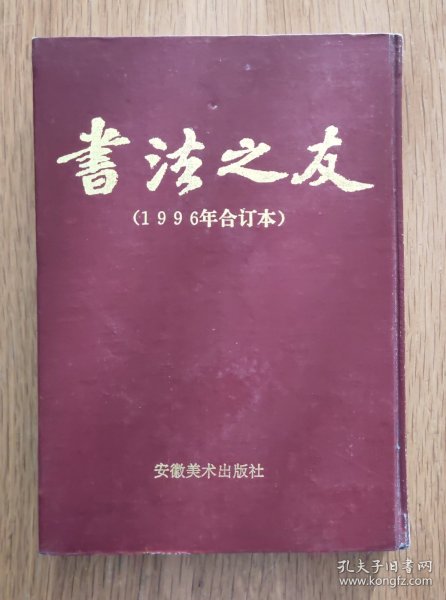 書法之友
(1996年合订本)
安徽美术出版社
孔夫子旧书网
www.kongfz.com